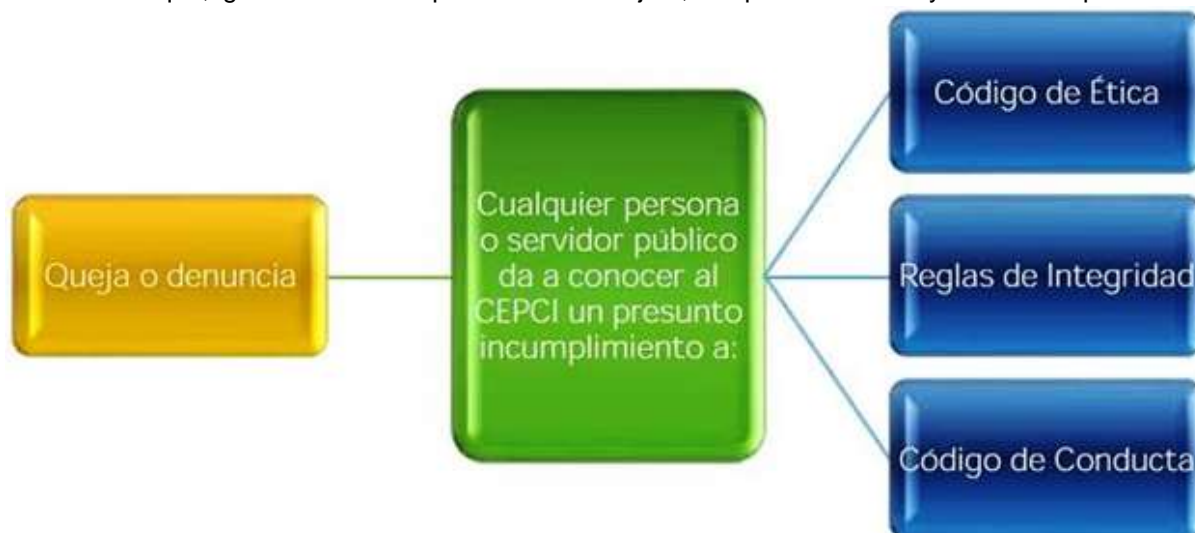 Código de Ética
Queja o denuncia
Cualquier persona
o servidor público
da a conocer al
CEPCI un presunto
incumplimiento a:
Reglas de Integridad
Código de Conducta